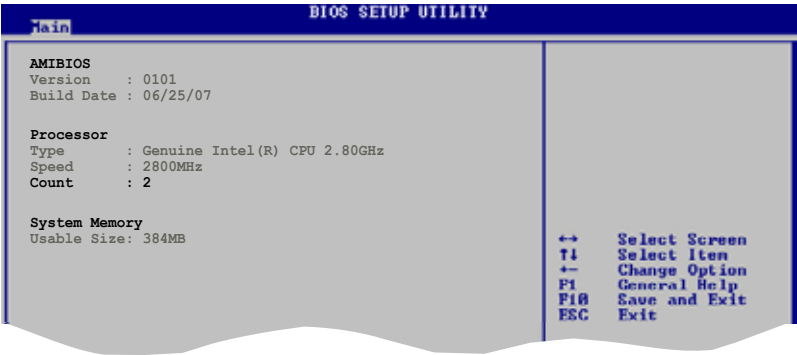 BIOS SETUP UTILITY
Main
AMIBIOS
Version : 0101
Build Date : 06/25/07
Processor
Type : Genuine Intel(R) CPU 2.80GHz
Speed : 2800MHz
Count : 2
System Memory
Usable Size: 384MB
←→ Select Screen
↑↓ Select Item
+- Change Option
F1 General Help
F10 Save and Exit
ESC Exit